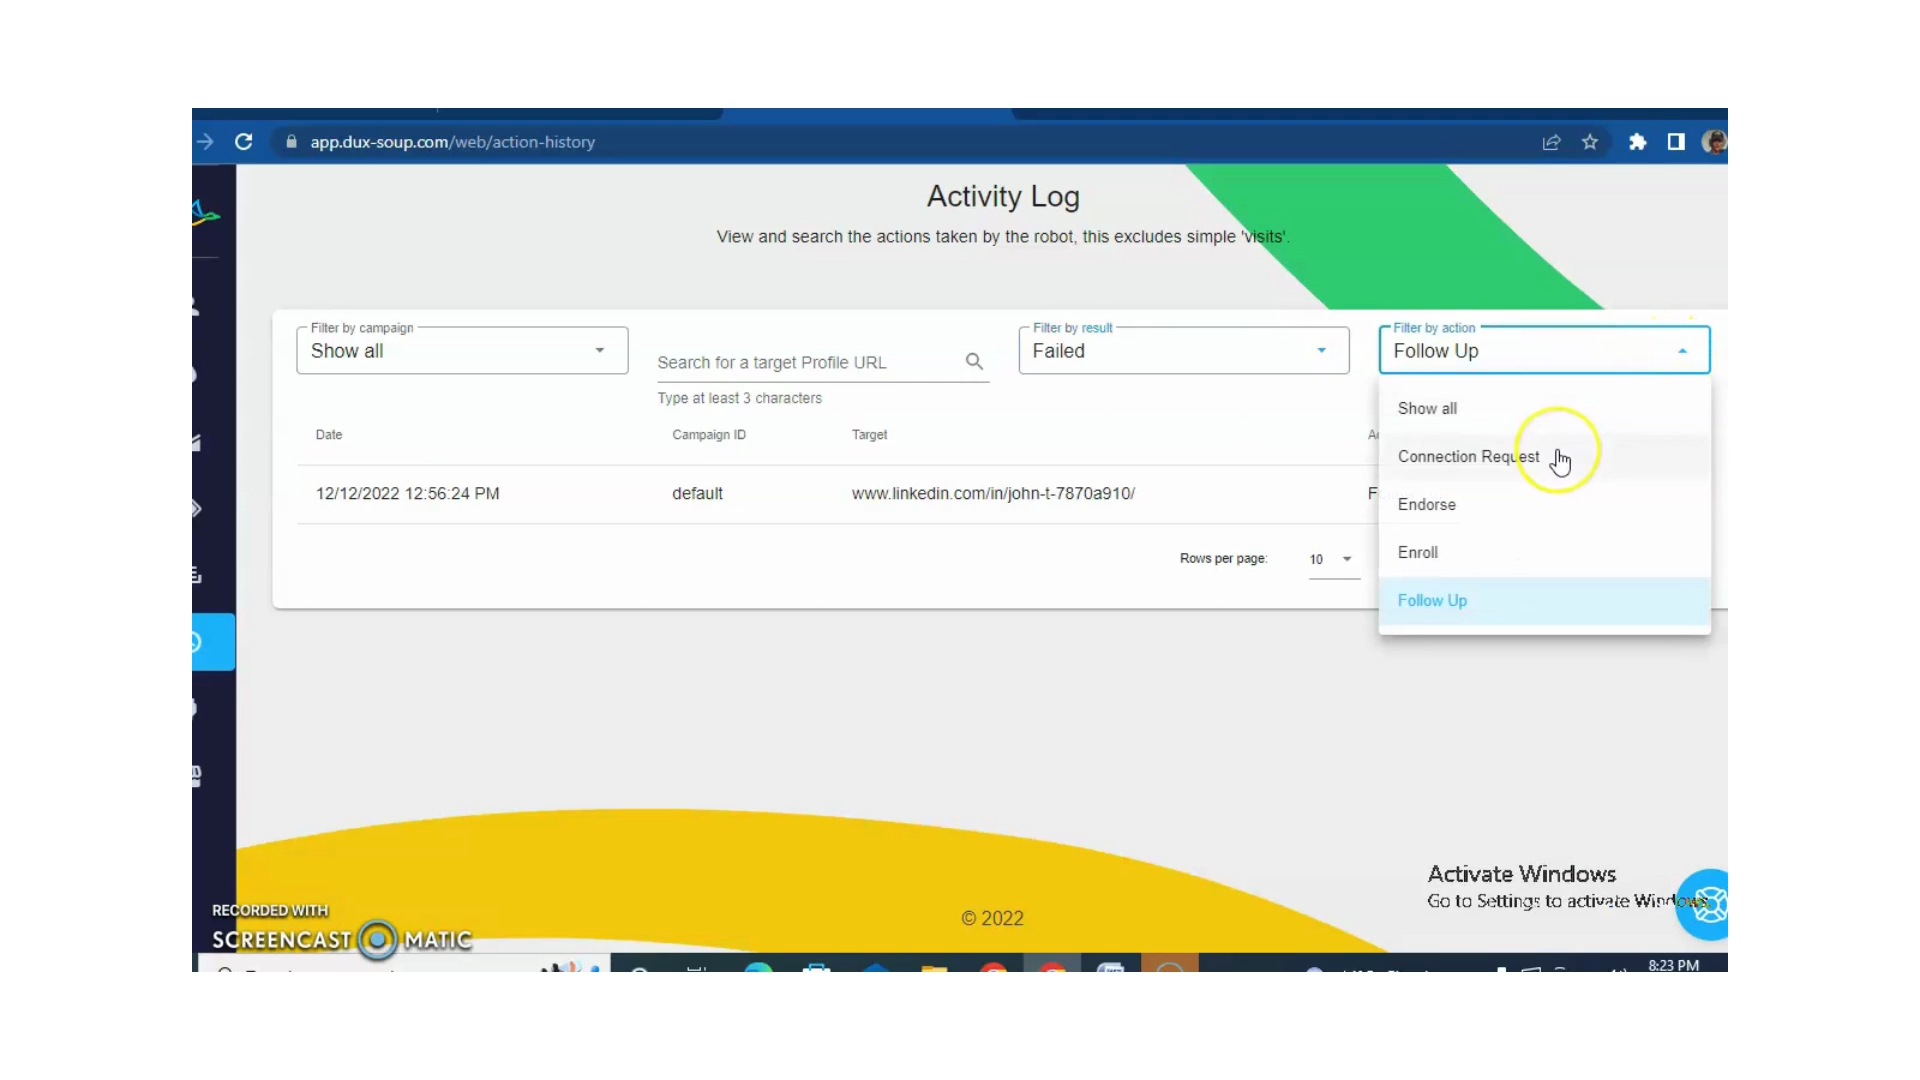 app.dux-soup.com/web/action-history
Activity Log
View and search the actions taken by the robot, this excludes simple 'visits'.
Filter by campaign
Show all
Search for a target Profile URL
Type at least 3 characters
Filter by result
Failed
Filter by action
Follow Up
Show all
Connection Request
Endorse
Enroll
Follow Up
Date
Campaign ID
Target
12/12/2022 12:56:24 PM
default
www.linkedin.com/in/john-t-7870a910/
Rows per page:
10
Activate Windows
Go to Settings to activate Windows
© 2022
RECORDED WITH
SCREENCAST MATIC
8:23 PM